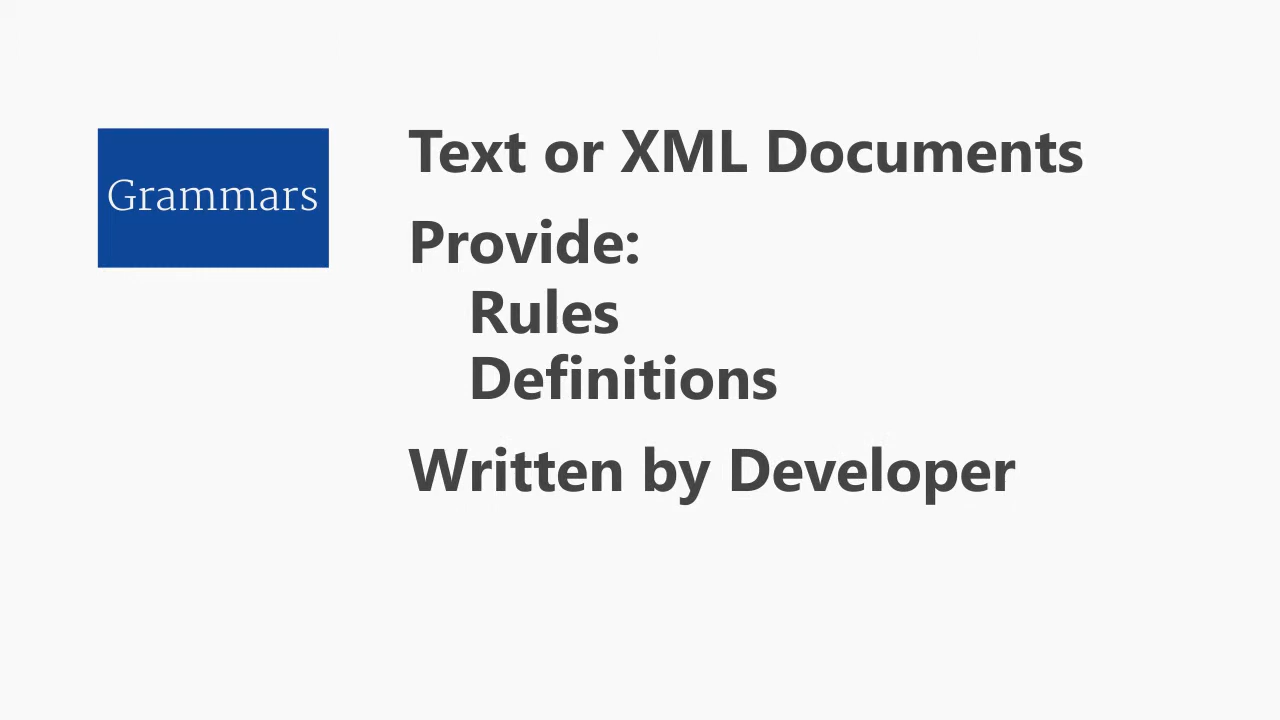 Grammars
Text or XML Documents
Provide:
Rules
Definitions
Written by Developer